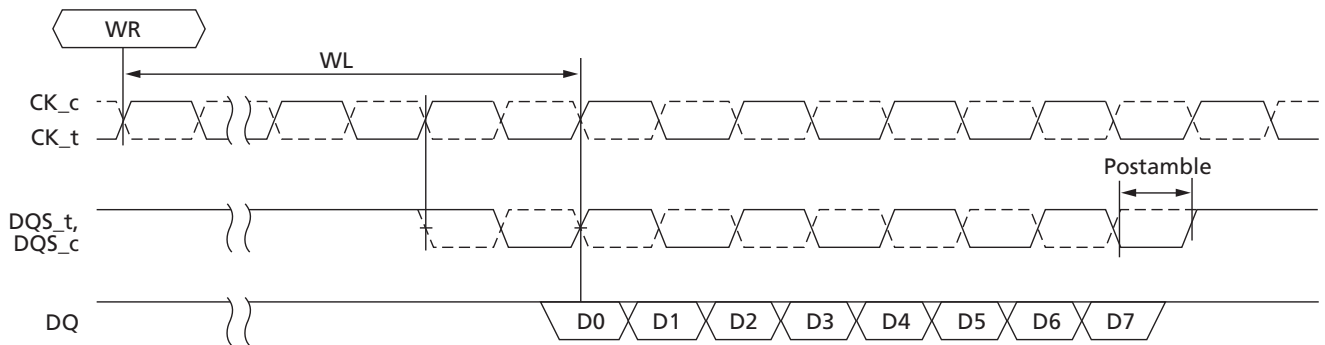 WR
WL
CK_c
CK_t
Postamble
DQS_t,
DQS_c
DQ
D0 D1 D2 D3 D4 D5 D6 D7